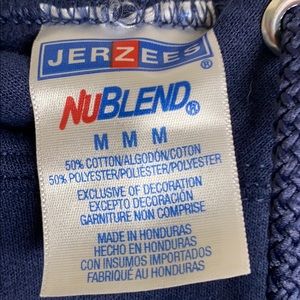 JERZEES®
NUBLEND®
M M M
50% COTTON/ALGODÓN/COTON
50% POLYESTER/POLIÉSTER/POLYESTER
EXCLUSIVE OF DECORATION
EXCEPTO DECORACIÓN
GARNITURE NON COMPRISE
MADE IN HONDURAS
HECHO EN HONDURAS
CON INSUMOS IMPORTADOS
FABRIQUÉ AU HONDURAS